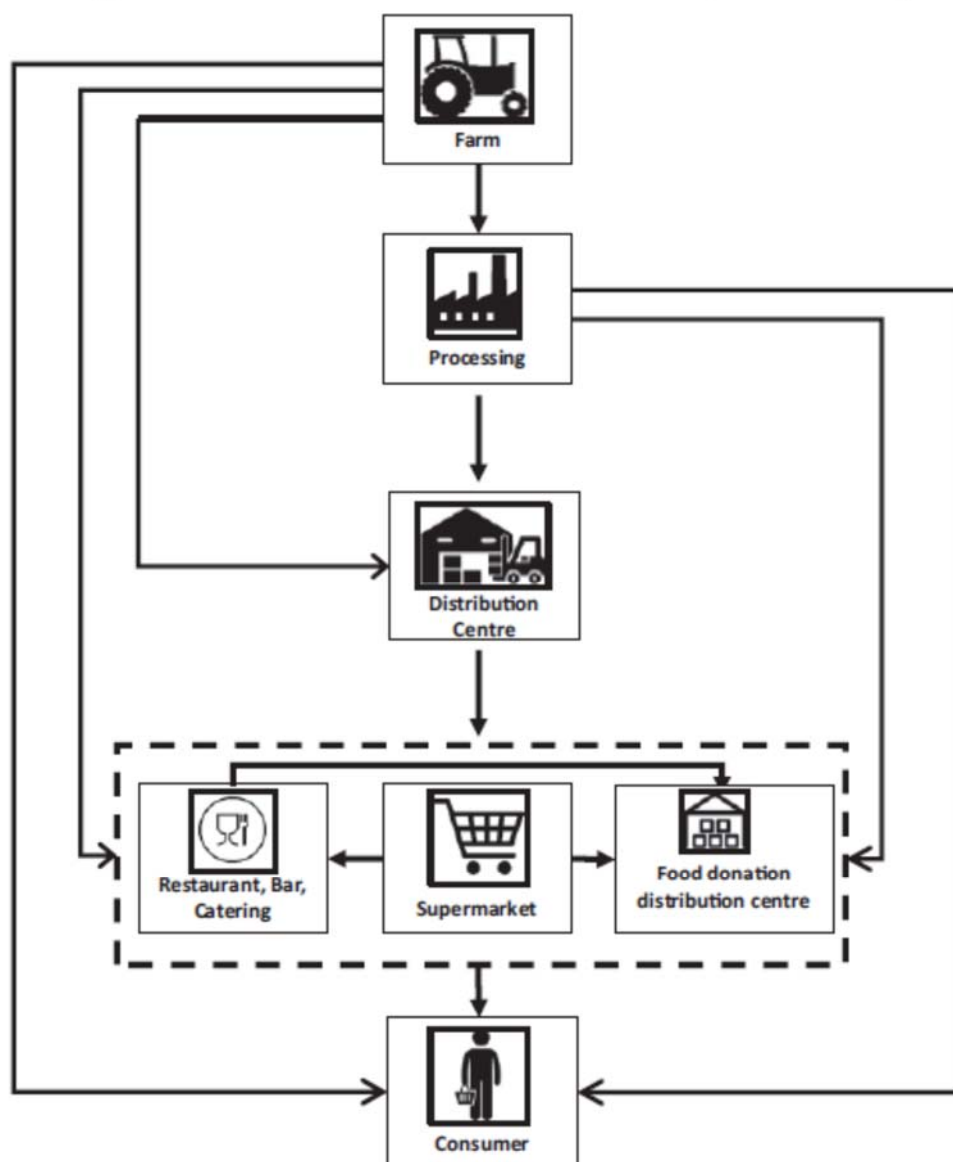 Farm
Processing
Distribution
Centre
Restaurant, Bar,
Catering
Supermarket
Food donation
distribution centre
Consumer